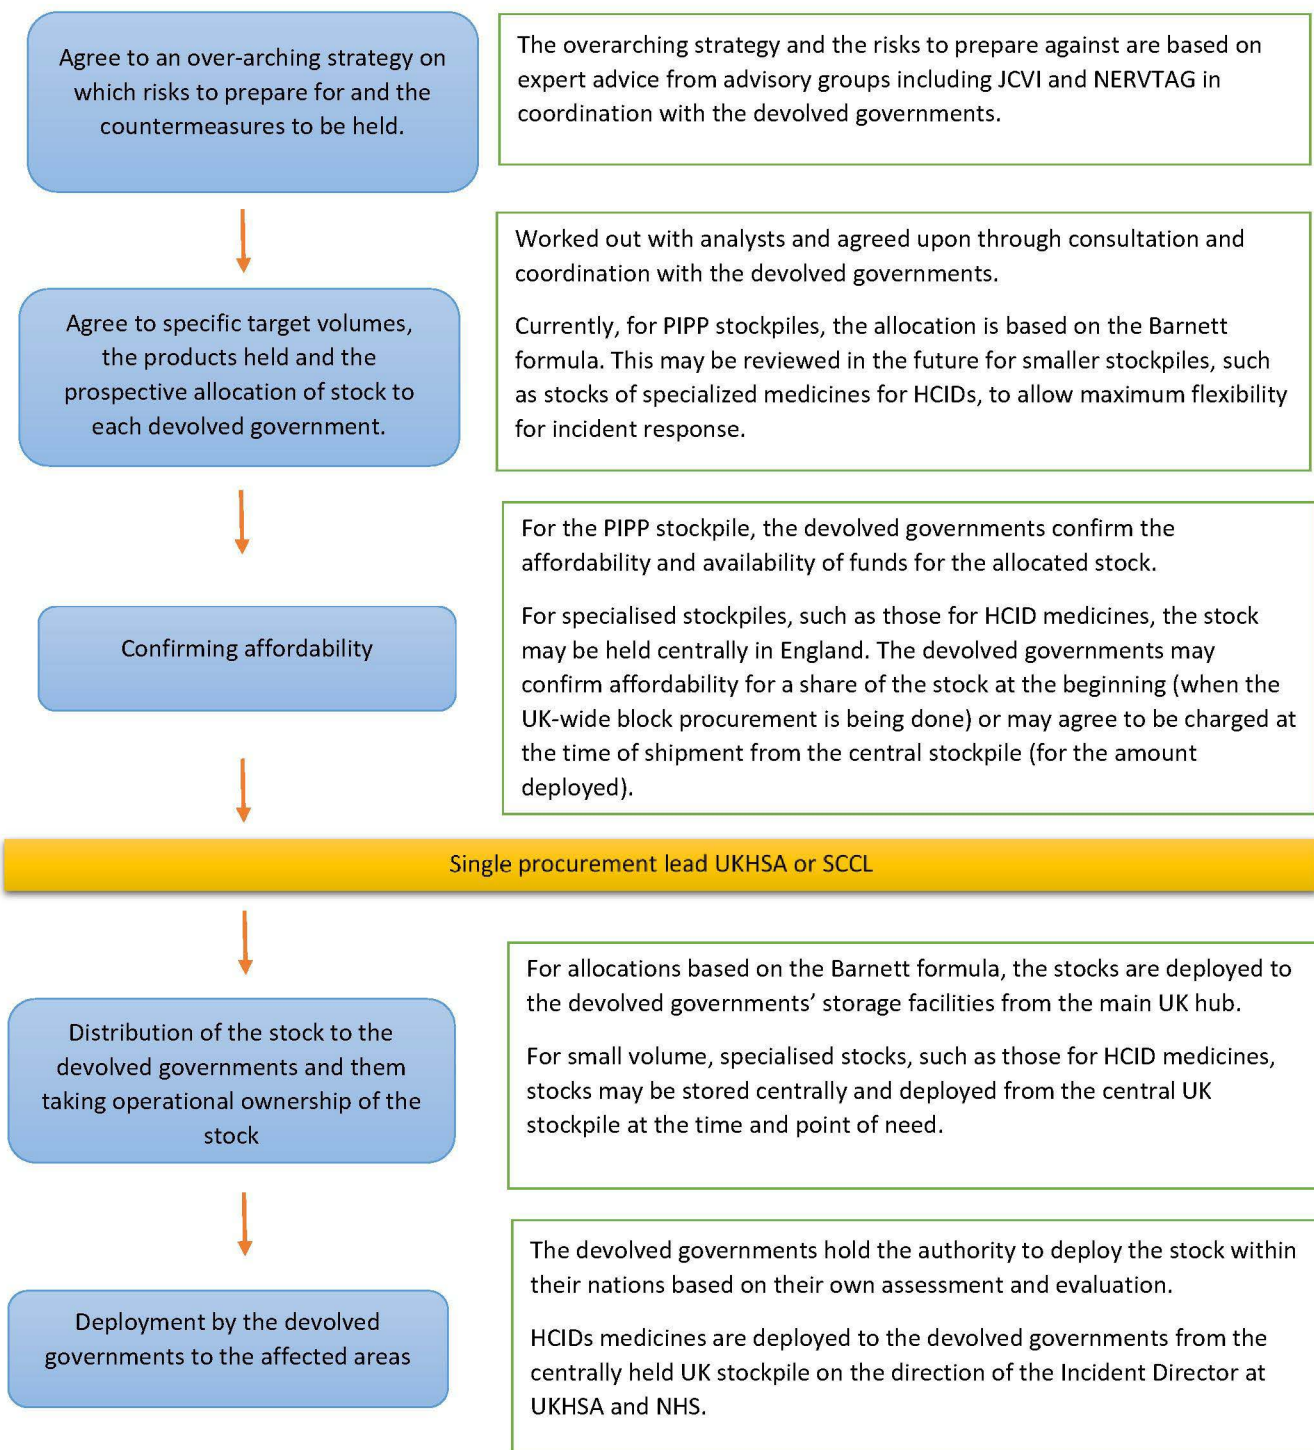 Agree to an over-arching strategy on
which risks to prepare for and the
countermeasures to be held.
The overarching strategy and the risks to prepare against are based on
expert advice from advisory groups including JCVI and NERVTAG in
coordination with the devolved governments.
Agree to specific target volumes,
the products held and the
prospective allocation of stock to
each devolved government.
Worked out with analysts and agreed upon through consultation and
coordination with the devolved governments.
Currently, for PIPP stockpiles, the allocation is based on the Barnett
formula. This may be reviewed in the future for smaller stockpiles, such
as stocks of specialized medicines for HCIDs, to allow maximum flexibility
for incident response.
Confirming affordability
For the PIPP stockpile, the devolved governments confirm the
affordability and availability of funds for the allocated stock.
For specialised stockpiles, such as those for HCID medicines, the stock
may be held centrally in England. The devolved governments may
confirm affordability for a share of the stock at the beginning (when the
UK-wide block procurement is being done) or may agree to be charged at
the time of shipment from the central stockpile (for the amount
deployed).
Single procurement lead UKHSA or SCCL
Distribution of the stock to the
devolved governments and them
taking operational ownership of the
stock
For allocations based on the Barnett formula, the stocks are deployed to
the devolved governments’ storage facilities from the main UK hub.
For small volume, specialised stocks, such as those for HCID medicines,
stocks may be stored centrally and deployed from the central UK
stockpile at the time and point of need.
Deployment by the devolved
governments to the affected areas
The devolved governments hold the authority to deploy the stock within
their nations based on their own assessment and evaluation.
HCIDs medicines are deployed to the devolved governments from the
centrally held UK stockpile on the direction of the Incident Director at
UKHSA and NHS.